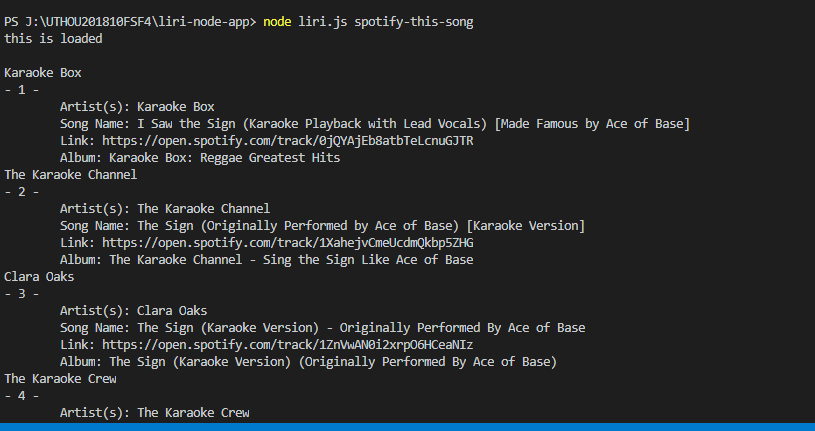 PS J:\UTHOU201810FSF4\liri-node-app> node liri.js spotify-this-song
this is loaded
Karaoke Box
- 1 -
Artist(s): Karaoke Box
Song Name: I Saw the Sign (Karaoke Playback with Lead Vocals) [Made Famous by Ace of Base]
Link: https://open.spotify.com/track/0jQYAjEb8atbTeLcnuGJTR
Album: Karaoke Box: Reggae Greatest Hits
The Karaoke Channel
- 2 -
Artist(s): The Karaoke Channel
Song Name: The Sign (Originally Performed by Ace of Base) [Karaoke Version]
Link: https://open.spotify.com/track/1XahejvCmeUcdmQkbp5ZHG
Album: The Karaoke Channel - Sing the Sign Like Ace of Base
Clara Oaks
- 3 -
Artist(s): Clara Oaks
Song Name: The Sign (Karaoke Version) - Originally Performed By Ace of Base
Link: https://open.spotify.com/track/1ZnVwAN0i2xrpO6HCeaNIz
Album: The Sign (Karaoke Version) (Originally Performed By Ace of Base)
The Karaoke Crew
- 4 -
Artist(s): The Karaoke Crew